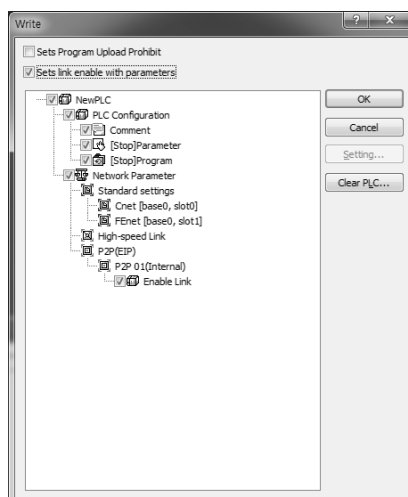 Write
Sets Program Upload Prohibit
Sets link enable with parameters
NewPLC
PLC Configuration
Comment
[Stop]Parameter
[Stop]Program
Network Parameter
Standard settings
Cnet [base0, slot0]
FEnet [base0, slot1]
High-speed Link
P2P(EIP)
P2P 01(Internal)
Enable Link
OK
Cancel
Setting...
Clear PLC...